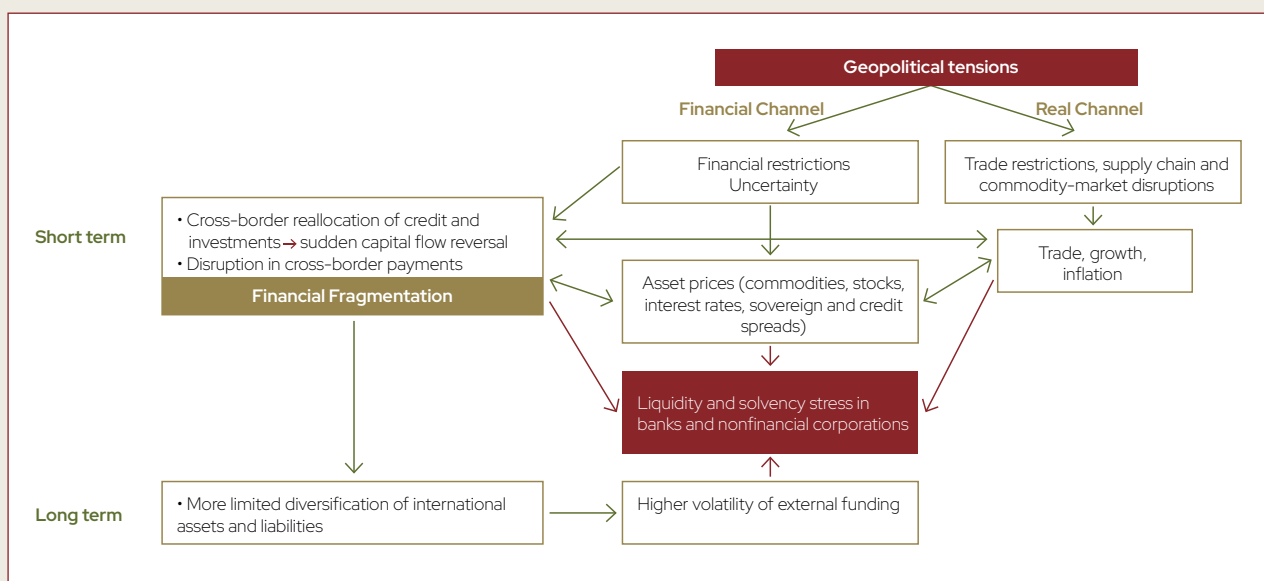 Geopolitical tensions
Financial Channel
Real Channel
Financial restrictions
Uncertainty
Trade restrictions, supply chain and
commodity-market disruptions
Short term
• Cross-border reallocation of credit and
investments → sudden capital flow reversal
• Disruption in cross-border payments
Financial Fragmentation
Trade, growth,
inflation
Asset prices (commodities, stocks,
interest rates, sovereign and credit
spreads)
Liquidity and solvency stress in
banks and nonfinancial corporations
Long term
• More limited diversification of international
assets and liabilities
Higher volatility of external funding